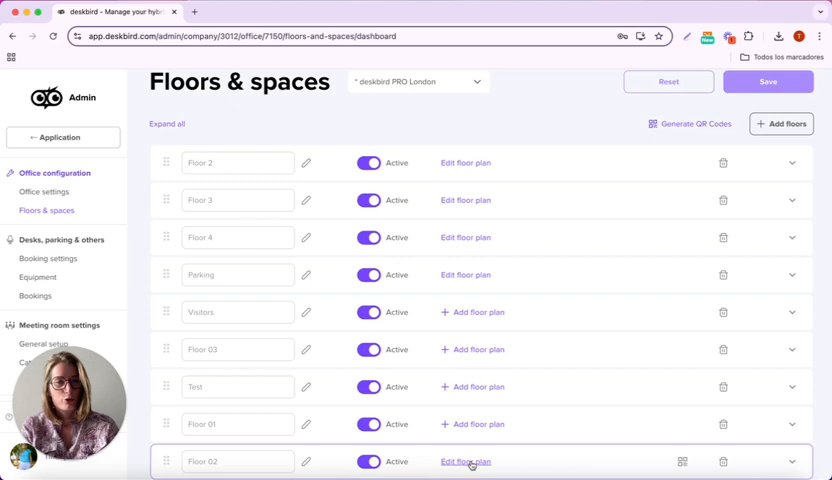 deskbird - Manage your hybri
app.deskbird.com/admin/company/3012/office/7150/floors-and-spaces/dashboard
New
1
T
Todos los marcadores
Admin
← Application
Office configuration
Office settings
Floors & spaces
Desks, parking & others
Booking settings
Equipment
Bookings
Meeting room settings
General setup
Floors & spaces
* deskbird PRO London
Reset
Save
Expand all
Generate QR Codes
+ Add floors
Floor 2 Active Edit floor plan
Floor 3 Active Edit floor plan
Floor 4 Active Edit floor plan
Parking Active Edit floor plan
Visitors Active + Add floor plan
Floor 03 Active + Add floor plan
Test Active + Add floor plan
Floor 01 Active + Add floor plan
Floor 02 Active Edit floor plan